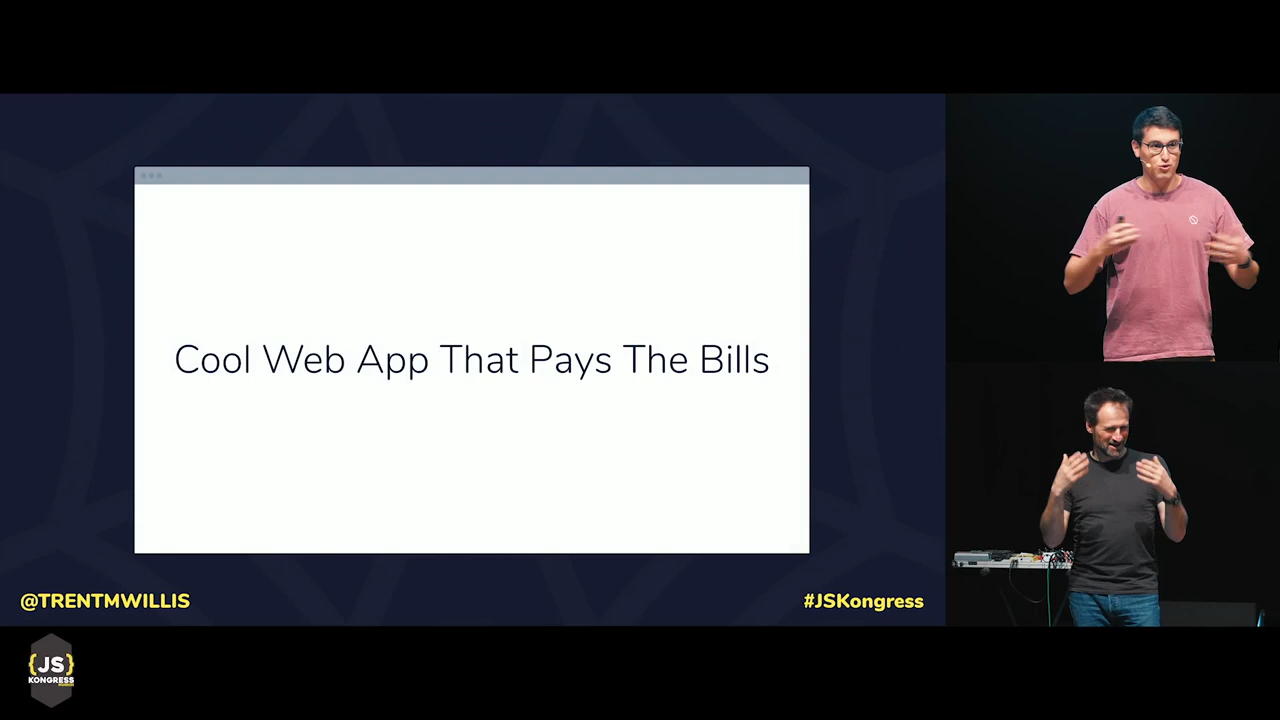 Cool Web App That Pays The Bills
@TRENTMWILLIS
#JSKongress
{JS}
KONGRESS